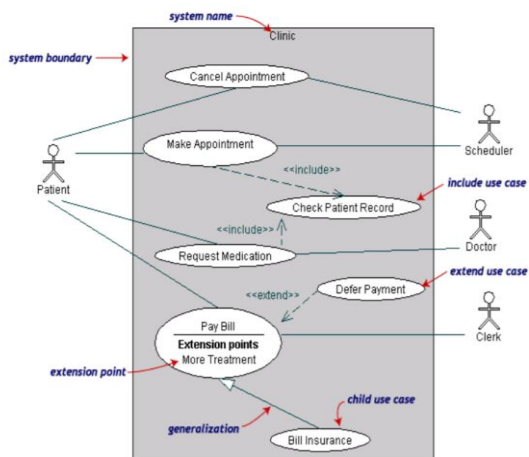 system name
Clinic
system boundary
Cancel Appointment
Make Appointment
Scheduler
<<include>>
Patient
include use case
Check Patient Record
<<include>>
Request Medication
Doctor
extend use case
<<extend>>
Defer Payment
Pay Bill
Extension points
More Treatment
Clerk
extension point
child use case
generalization
Bill Insurance